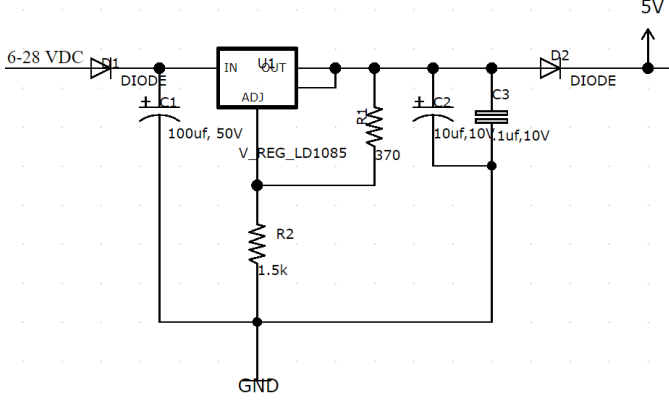 5V
6-28 VDC
D1
DIODE
IN
U1
OUT
ADJ
D2
DIODE
C1
100uf, 50V
R1
370
C2
10uf,10V
C3
.1uf,10V
V_REG_LD1085
R2
1.5k
GND